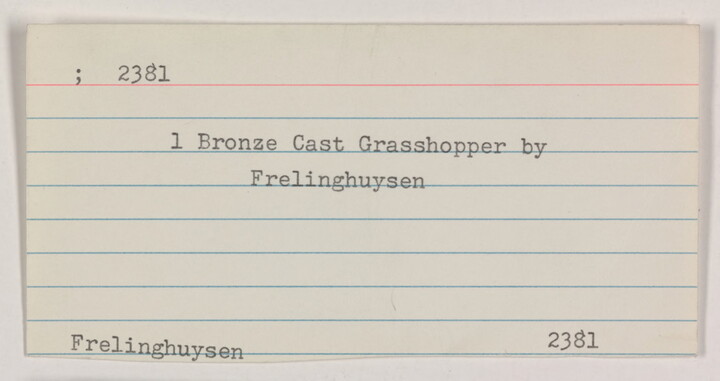 ; 2381
1 Bronze Cast Grasshopper by
Frelinghuysen
Frelinghuysen 2381